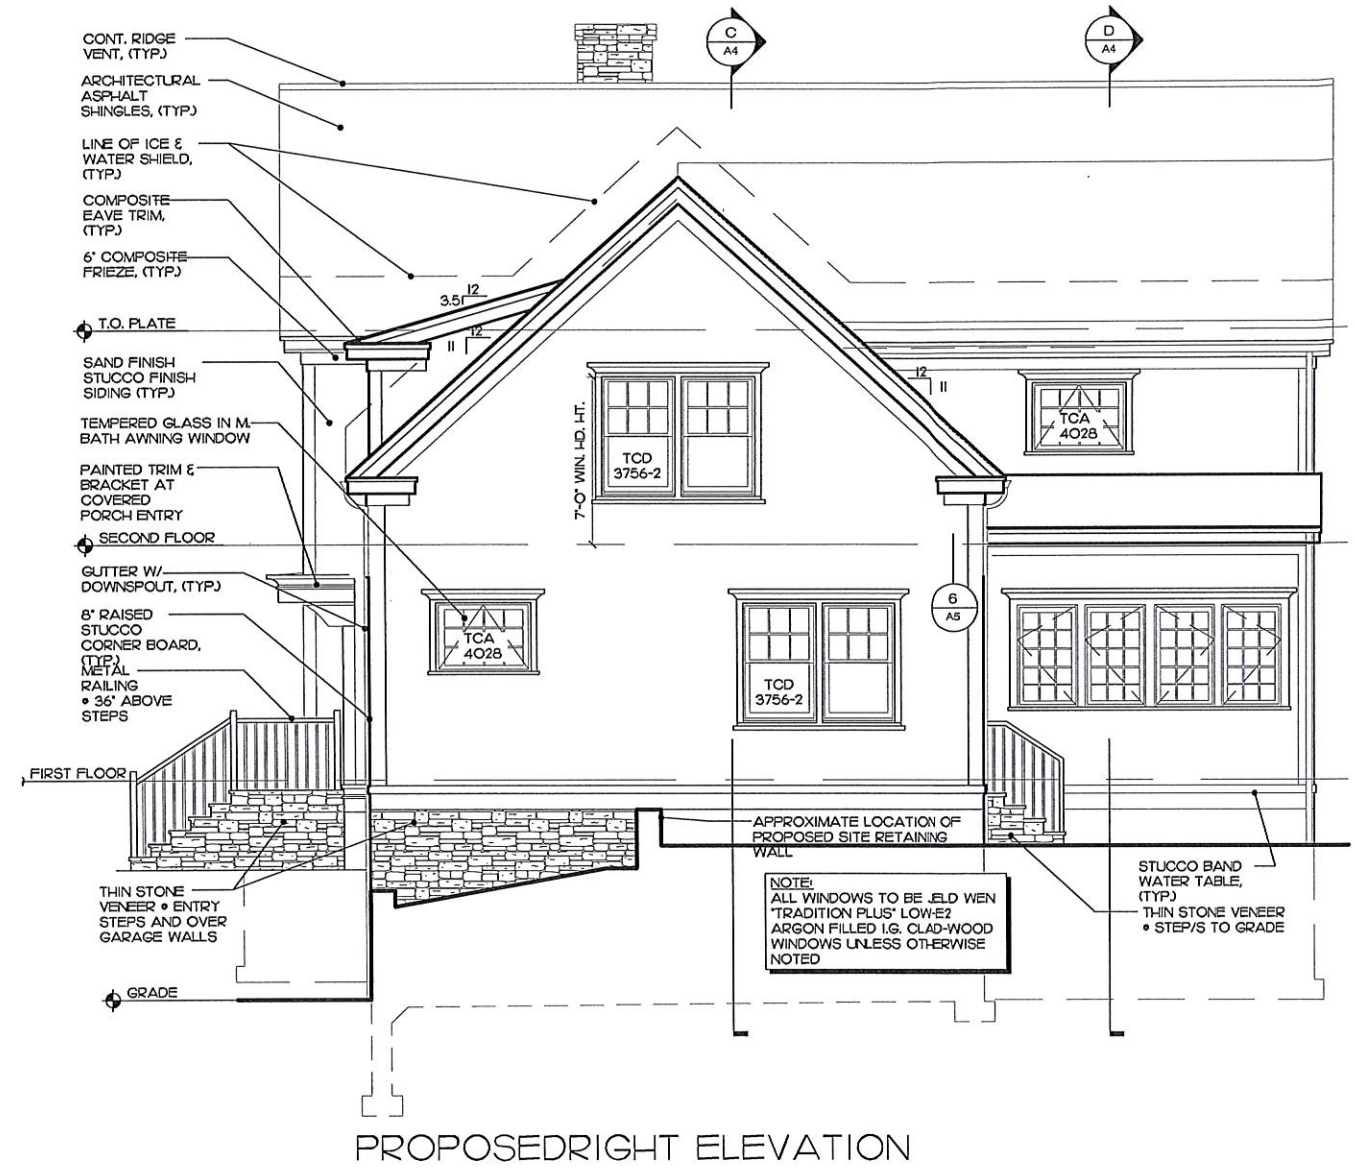 CONT. RIDGE
VENT, (TYP.)
ARCHITECTURAL
ASPHALT
SHINGLES, (TYP.)
LINE OF ICE &
WATER SHIELD,
(TYP.)
COMPOSITE
EAVE TRIM,
(TYP.)
6" COMPOSITE
FRIEZE, (TYP.)
T.O. PLATE
SAND FINISH
STUCCO FINISH
SIDING (TYP.)
TEMPERED GLASS IN M.
BATH AWNING WINDOW
PAINTED TRIM &
BRACKET AT
COVERED
PORCH ENTRY
SECOND FLOOR
GUTTER W/
DOWNSPOUT, (TYP.)
8" RAISED
STUCCO
CORNER BOARD,
(TYP.)
METAL
RAILING
@ 36" ABOVE
STEPS
FIRST FLOOR
THIN STONE
VENEER @ ENTRY
STEPS AND OVER
GARAGE WALLS
GRADE
C
A4
D
A4
12
3.5
12
11
12
11
7'-0" WIN. HD. HT.
TCD
3756-2
TCA
4028
TCA
4028
TCD
3756-2
6
A5
APPROXIMATE LOCATION OF
PROPOSED SITE RETAINING
WALL
NOTE:
ALL WINDOWS TO BE JELD WEN
"TRADITION PLUS" LOW-E2
ARGON FILLED I.G. CLAD-WOOD
WINDOWS UNLESS OTHERWISE
NOTED
STUCCO BAND
WATER TABLE,
(TYP.)
THIN STONE VENEER
@ STEP/S TO GRADE
PROPOSEDRIGHT ELEVATION